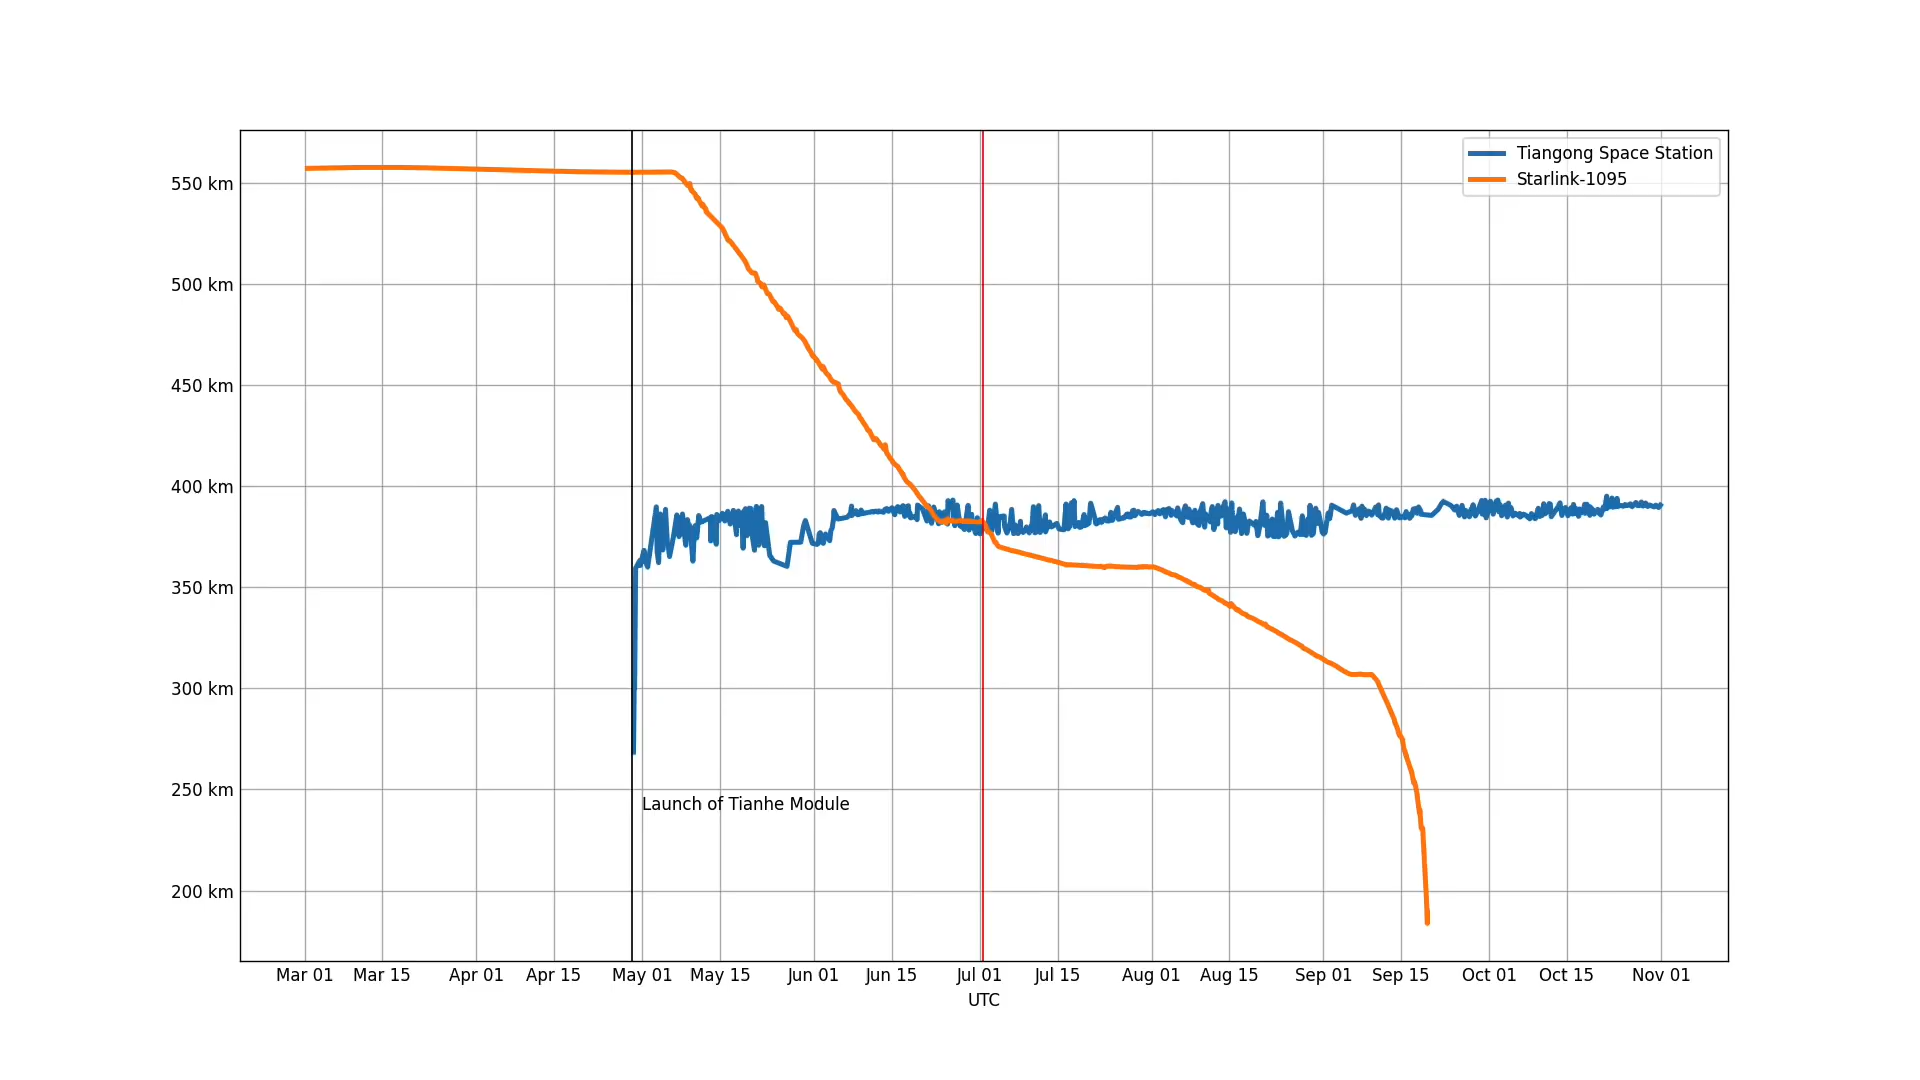 Tiangong Space Station
Starlink-1095
550 km
500 km
450 km
400 km
350 km
300 km
250 km
200 km
Launch of Tianhe Module
Mar 01 Mar 15 Apr 01 Apr 15 May 01 May 15 Jun 01 Jun 15 Jul 01 Jul 15 Aug 01 Aug 15 Sep 01 Sep 15 Oct 01 Oct 15 Nov 01
UTC